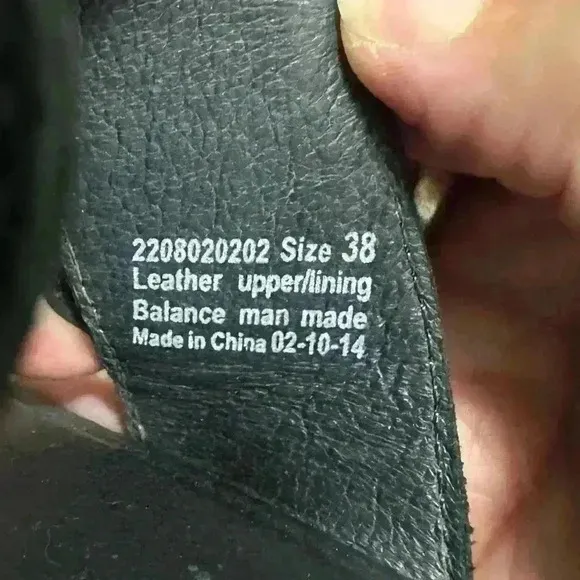 2208020202 Size 38
Leather upper/lining
Balance man made
Made in China 02-10-14